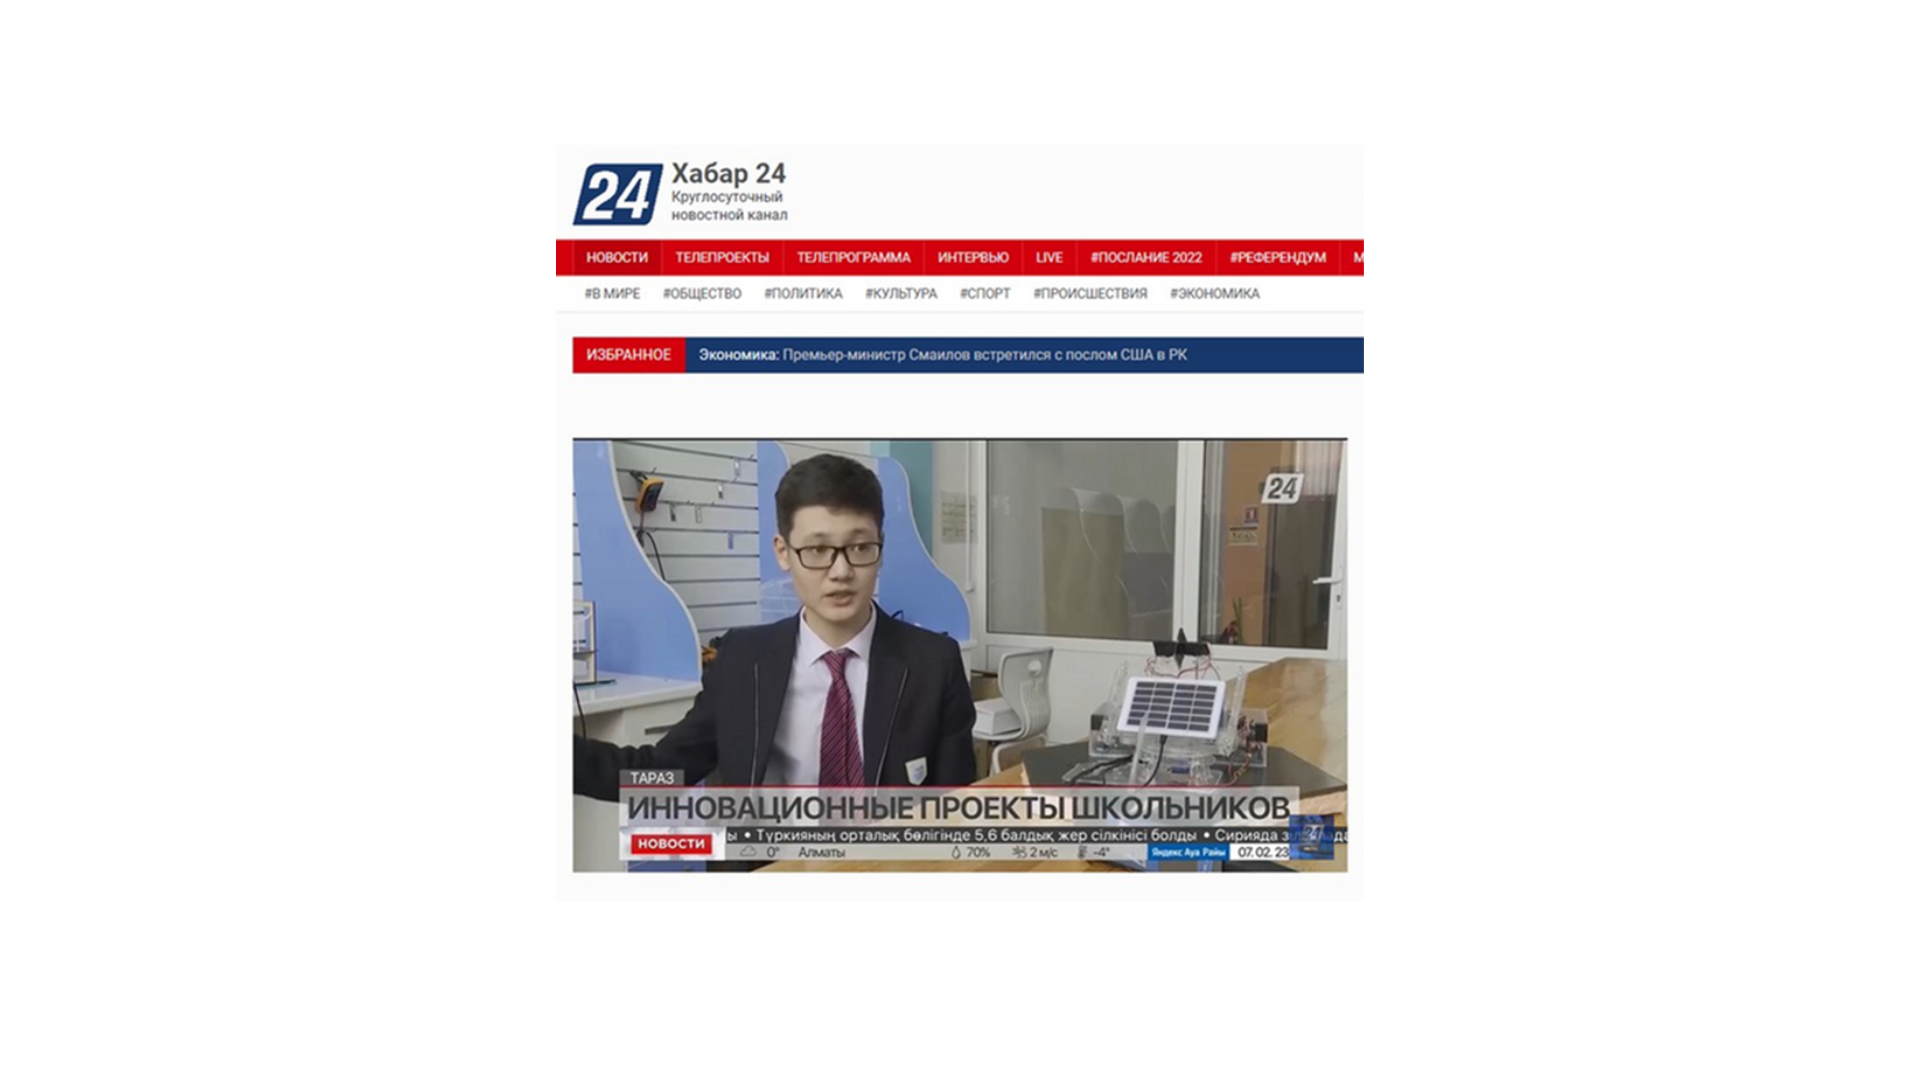 24
Хабар 24
Круглосуточный
новостной канал
НОВОСТИ ТЕЛЕПРОЕКТЫ ТЕЛЕПРОГРАММА ИНТЕРВЬЮ LIVE #ПОСЛАНИЕ 2022 #РЕФЕРЕНДУМ М
#В МИРЕ #ОБЩЕСТВО #ПОЛИТИКА #КУЛЬТУРА #СПОРТ #ПРОИСШЕСТВИЯ #ЭКОНОМИКА
ИЗБРАННОЕ Экономика: Премьер-министр Смаилов встретился с послом США в РК
24
ТАРАЗ
ИННОВАЦИОННЫЕ ПРОЕКТЫ ШКОЛЬНИКОВ
ы • Түркияның орталық бөлігінде 5,6 балдық жер сілкінісі болды • Сирияда
НОВОСТИ
0° Алматы 70% 2 м/с -4° Яндекс Ауа Райы 07. 02. 23